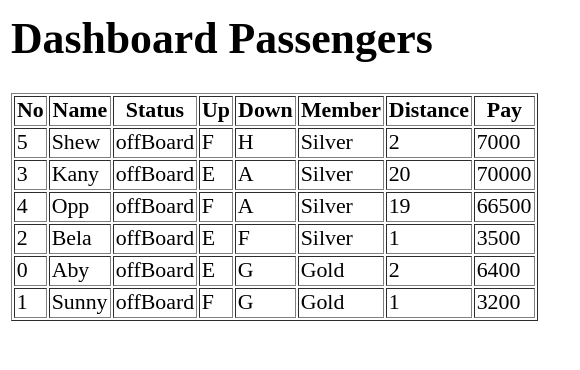 Dashboard Passengers
No Name Status Up Down Member Distance Pay
5 Shew offBoard F H Silver 2 7000
3 Kany offBoard E A Silver 20 70000
4 Opp offBoard F A Silver 19 66500
2 Bela offBoard E F Silver 1 3500
0 Aby offBoard E G Gold 2 6400
1 Sunny offBoard F G Gold 1 3200